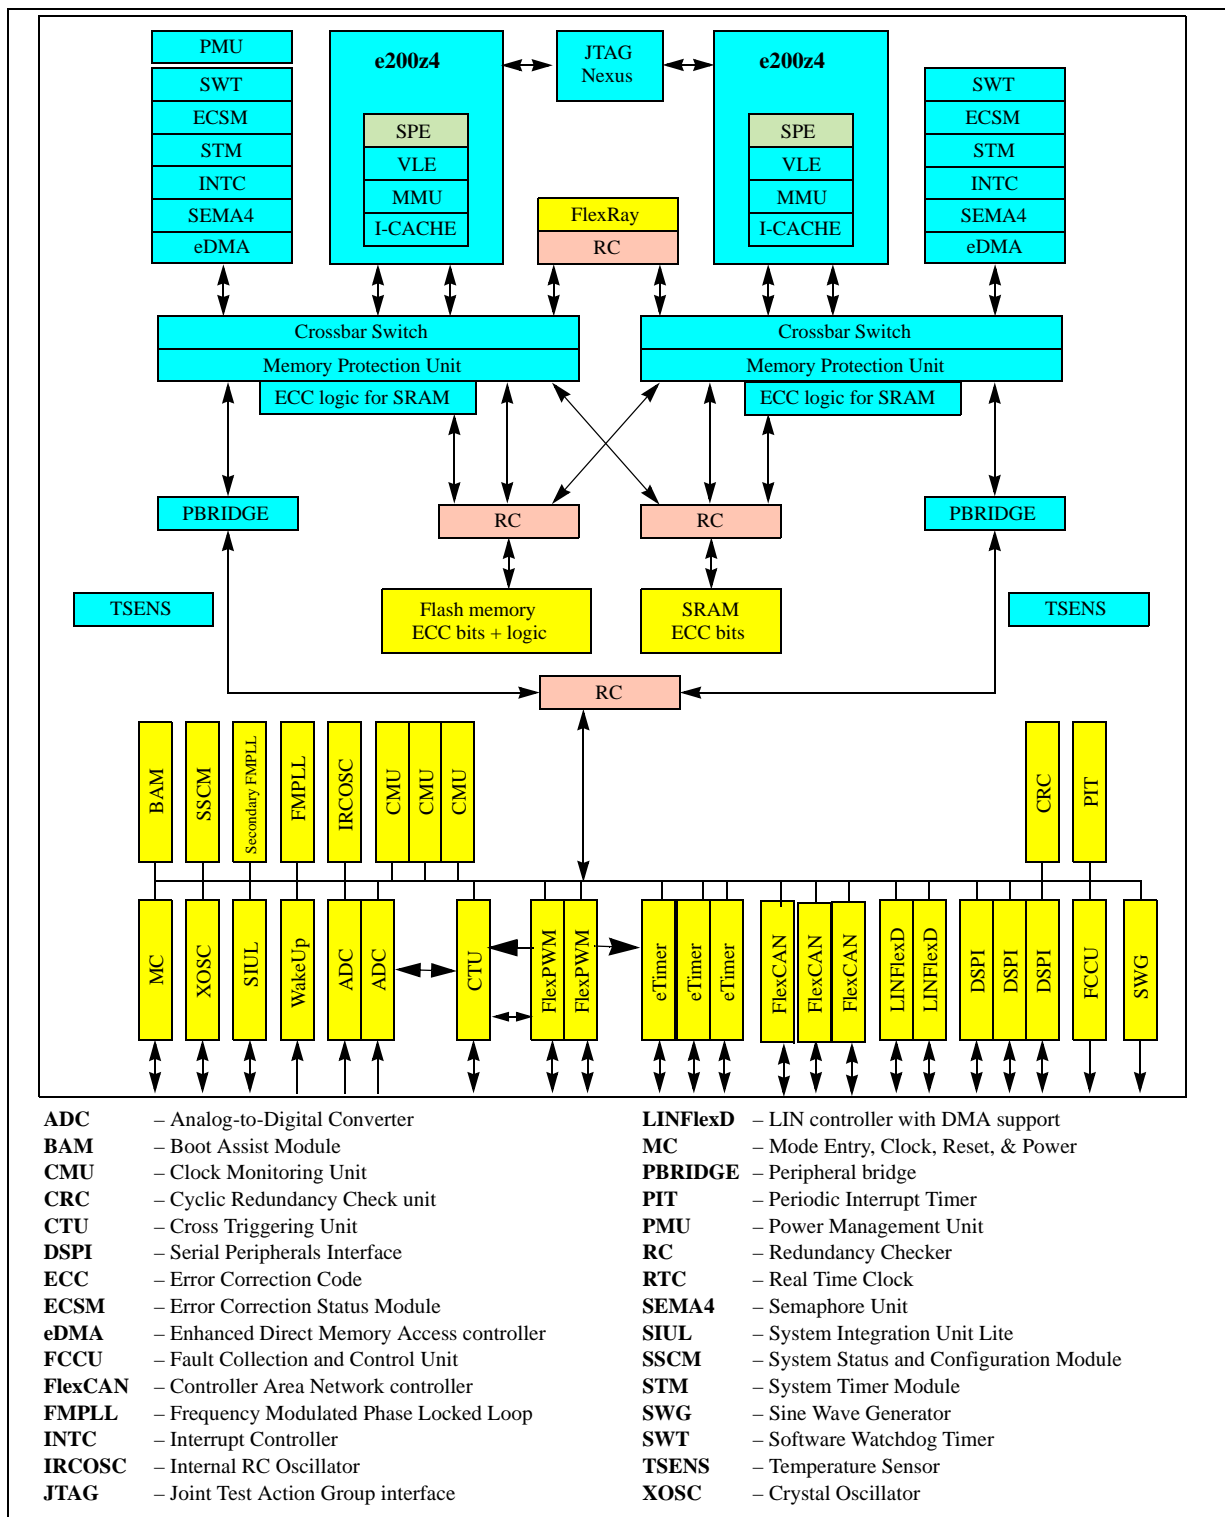 PMU
SWT
ECSM
STM
INTC
SEMA4
eDMA
e200z4
SPE
VLE
MMU
I-CACHE
JTAG
Nexus
FlexRay
RC
e200z4
SPE
VLE
MMU
I-CACHE
SWT
ECSM
STM
INTC
SEMA4
eDMA
Crossbar Switch
Memory Protection Unit
ECC logic for SRAM
Crossbar Switch
Memory Protection Unit
ECC logic for SRAM
PBRIDGE
RC
RC
PBRIDGE
TSENS
Flash memory
ECC bits + logic
SRAM
ECC bits
TSENS
RC
BAM
SSCM
Secondary FMPLL
FMPLL
IRCOSC
CMU
CMU
CMU
CRC
PIT
MC
XOSC
SIUL
WakeUp
ADC
ADC
CTU
FlexPWM
FlexPWM
eTimer
eTimer
eTimer
FlexCAN
FlexCAN
FlexCAN
LINFlexD
LINFlexD
DSPI
DSPI
DSPI
FCCU
SWG
ADC – Analog-to-Digital Converter
BAM – Boot Assist Module
CMU – Clock Monitoring Unit
CRC – Cyclic Redundancy Check unit
CTU – Cross Triggering Unit
DSPI – Serial Peripherals Interface
ECC – Error Correction Code
ECSM – Error Correction Status Module
eDMA – Enhanced Direct Memory Access controller
FCCU – Fault Collection and Control Unit
FlexCAN – Controller Area Network controller
FMPLL – Frequency Modulated Phase Locked Loop
INTC – Interrupt Controller
IRCOSC – Internal RC Oscillator
JTAG – Joint Test Action Group interface
LINFlexD – LIN controller with DMA support
MC – Mode Entry, Clock, Reset, & Power
PBRIDGE – Peripheral bridge
PIT – Periodic Interrupt Timer
PMU – Power Management Unit
RC – Redundancy Checker
RTC – Real Time Clock
SEMA4 – Semaphore Unit
SIUL – System Integration Unit Lite
SSCM – System Status and Configuration Module
STM – System Timer Module
SWG – Sine Wave Generator
SWT – Software Watchdog Timer
TSENS – Temperature Sensor
XOSC – Crystal Oscillator